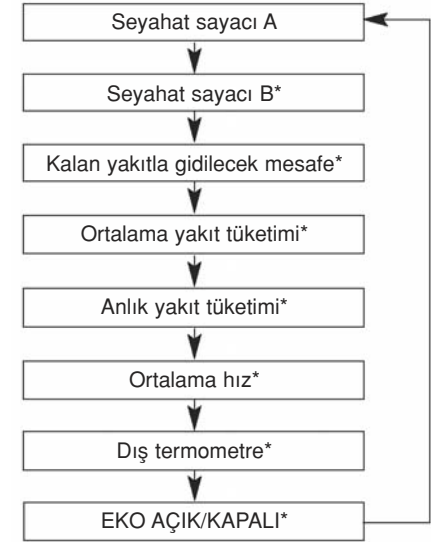 Seyahat sayacı A
Seyahat sayacı B*
Kalan yakıtla gidilecek mesafe*
Ortalama yakıt tüketimi*
Anlık yakıt tüketimi*
Ortalama hız*
Dış termometre*
EKO AÇIK/KAPALI*